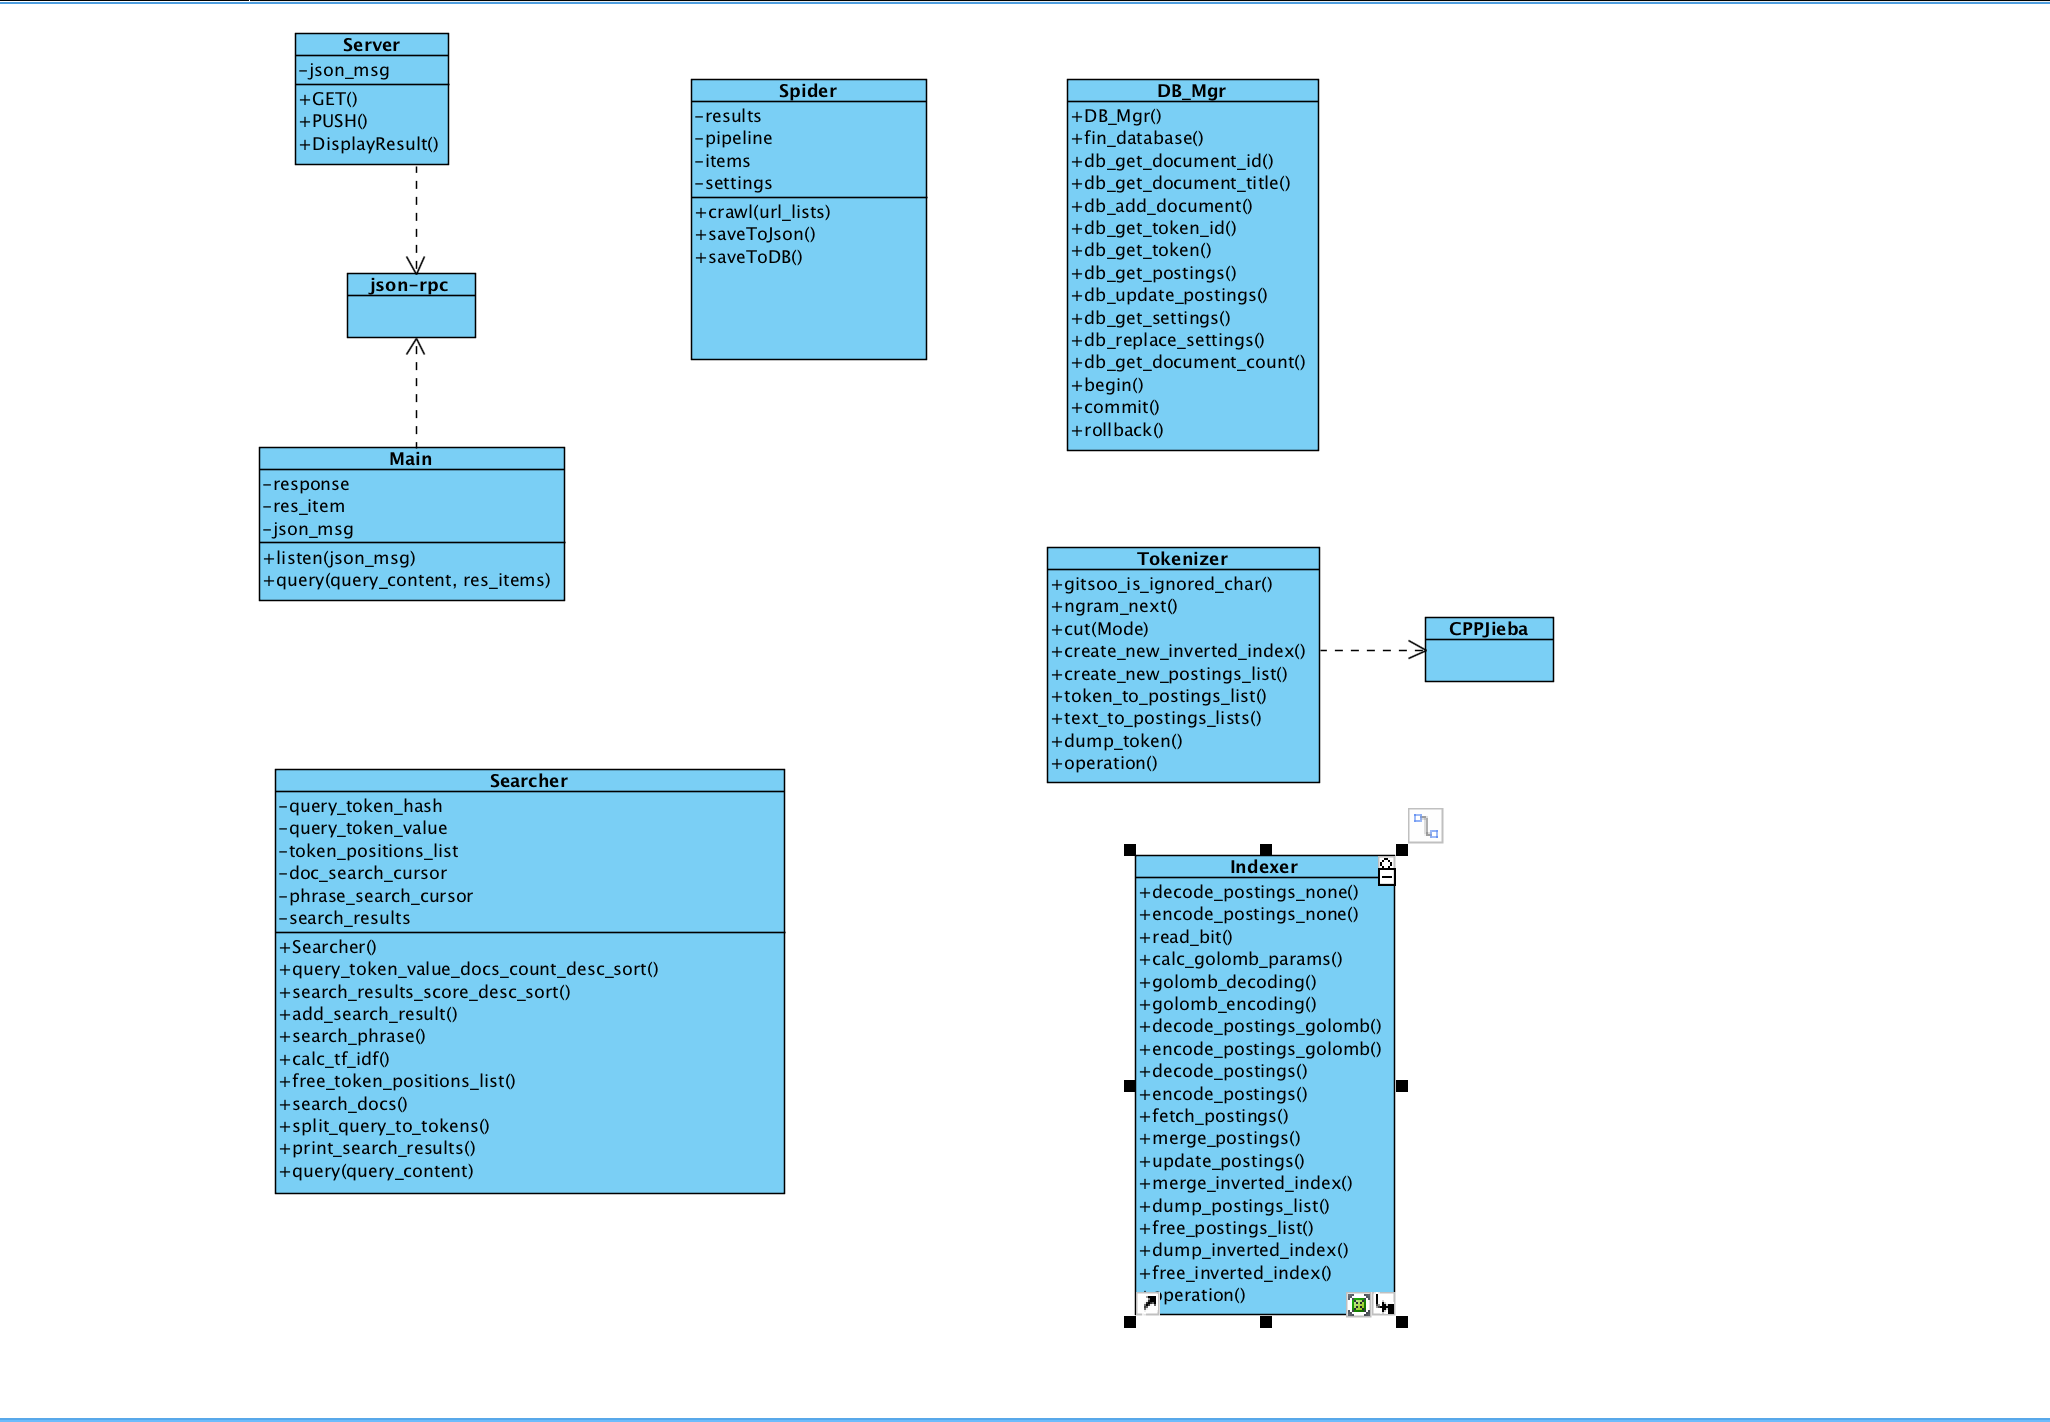 Server
-json_msg
+GET()
+PUSH()
+DisplayResult()
json-rpc
Main
-response
-res_item
-json_msg
+listen(json_msg)
+query(query_content, res_items)
Spider
-results
-pipeline
-items
-settings
+crawl(url_lists)
+saveToJson()
+saveToDB()
DB_Mgr
+DB_Mgr()
+fin_database()
+db_get_document_id()
+db_get_document_title()
+db_add_document()
+db_get_token_id()
+db_get_token()
+db_get_postings()
+db_update_postings()
+db_get_settings()
+db_replace_settings()
+db_get_document_count()
+begin()
+commit()
+rollback()
Tokenizer
+gitsoo_is_ignored_char()
+ngram_next()
+cut(Mode)
+create_new_inverted_index()
+create_new_postings_list()
+token_to_postings_list()
+text_to_postings_lists()
+dump_token()
+operation()
CPPJieba
Searcher
-query_token_hash
-query_token_value
-token_positions_list
-doc_search_cursor
-phrase_search_cursor
-search_results
+Searcher()
+query_token_value_docs_count_desc_sort()
+search_results_score_desc_sort()
+add_search_result()
+search_phrase()
+calc_tf_idf()
+free_token_positions_list()
+search_docs()
+split_query_to_tokens()
+print_search_results()
+query(query_content)
Indexer
+decode_postings_none()
+encode_postings_none()
+read_bit()
+calc_golomb_params()
+golomb_decoding()
+golomb_encoding()
+decode_postings_golomb()
+encode_postings_golomb()
+decode_postings()
+encode_postings()
+fetch_postings()
+merge_postings()
+update_postings()
+merge_inverted_index()
+dump_postings_list()
+free_postings_list()
+dump_inverted_index()
+free_inverted_index()
+operation()